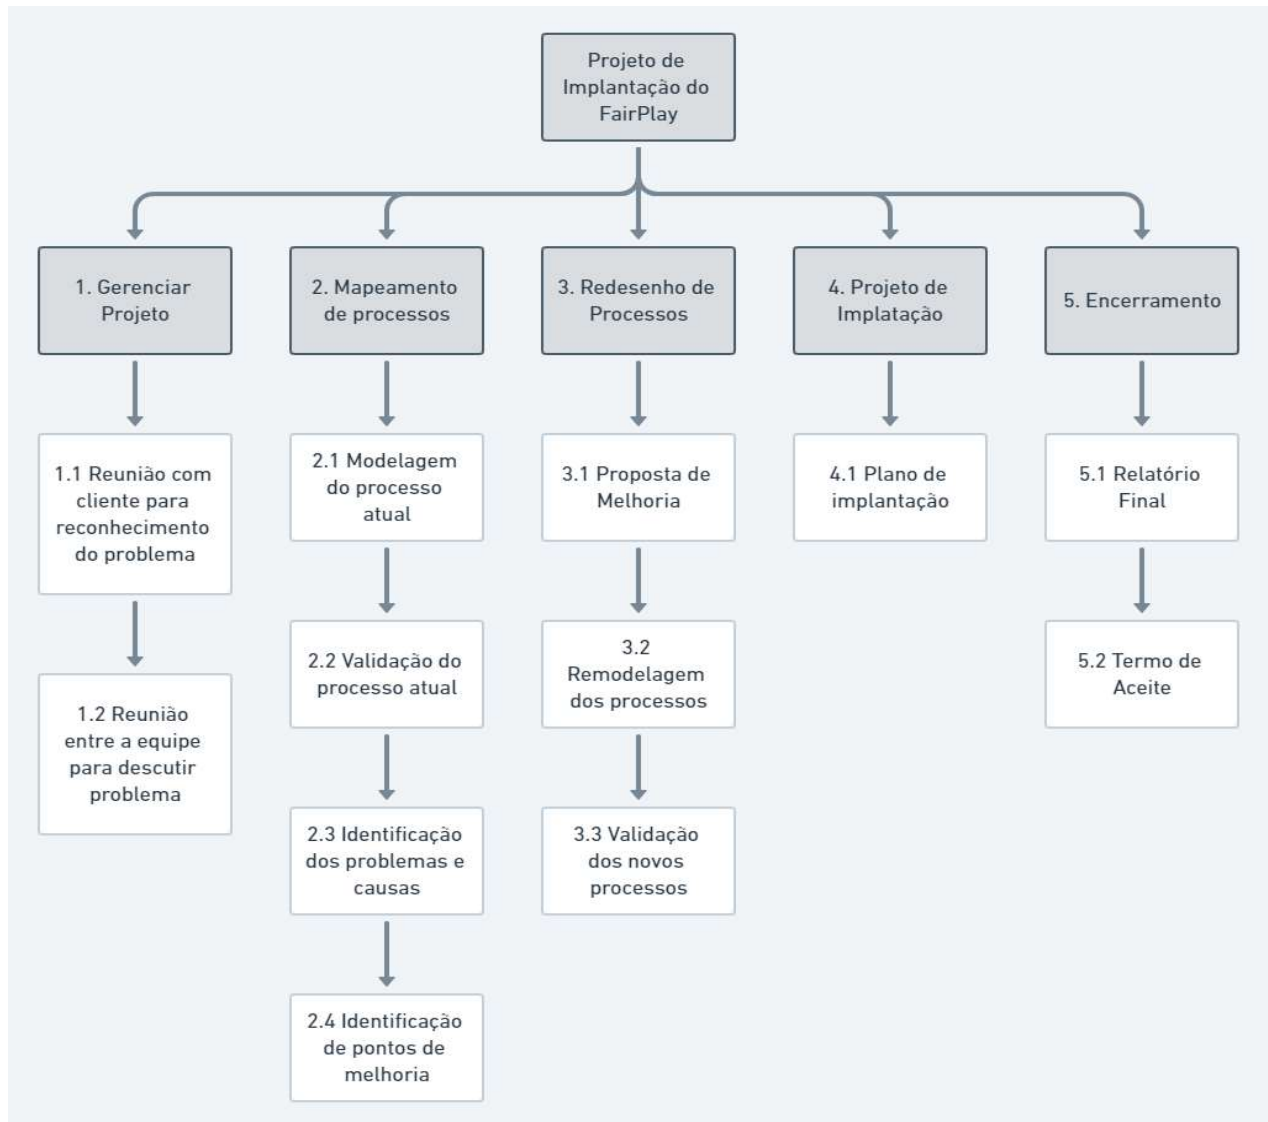 Projeto de
Implantação do
FairPlay
1. Gerenciar
Projeto
2. Mapeamento
de processos
3. Redesenho de
Processos
4. Projeto de
Implatação
5. Encerramento
1.1 Reunião com
cliente para
reconhecimento
do problema
1.2 Reunião
entre a equipe
para descutir
problema
2.1 Modelagem
do processo
atual
2.2 Validação do
processo atual
2.3 Identificação
dos problemas e
causas
2.4 Identificação
de pontos de
melhoria
3.1 Proposta de
Melhoria
3.2
Remodelagem
dos processos
3.3 Validação
dos novos
processos
4.1 Plano de
implantação
5.1 Relatório
Final
5.2 Termo de
Aceite